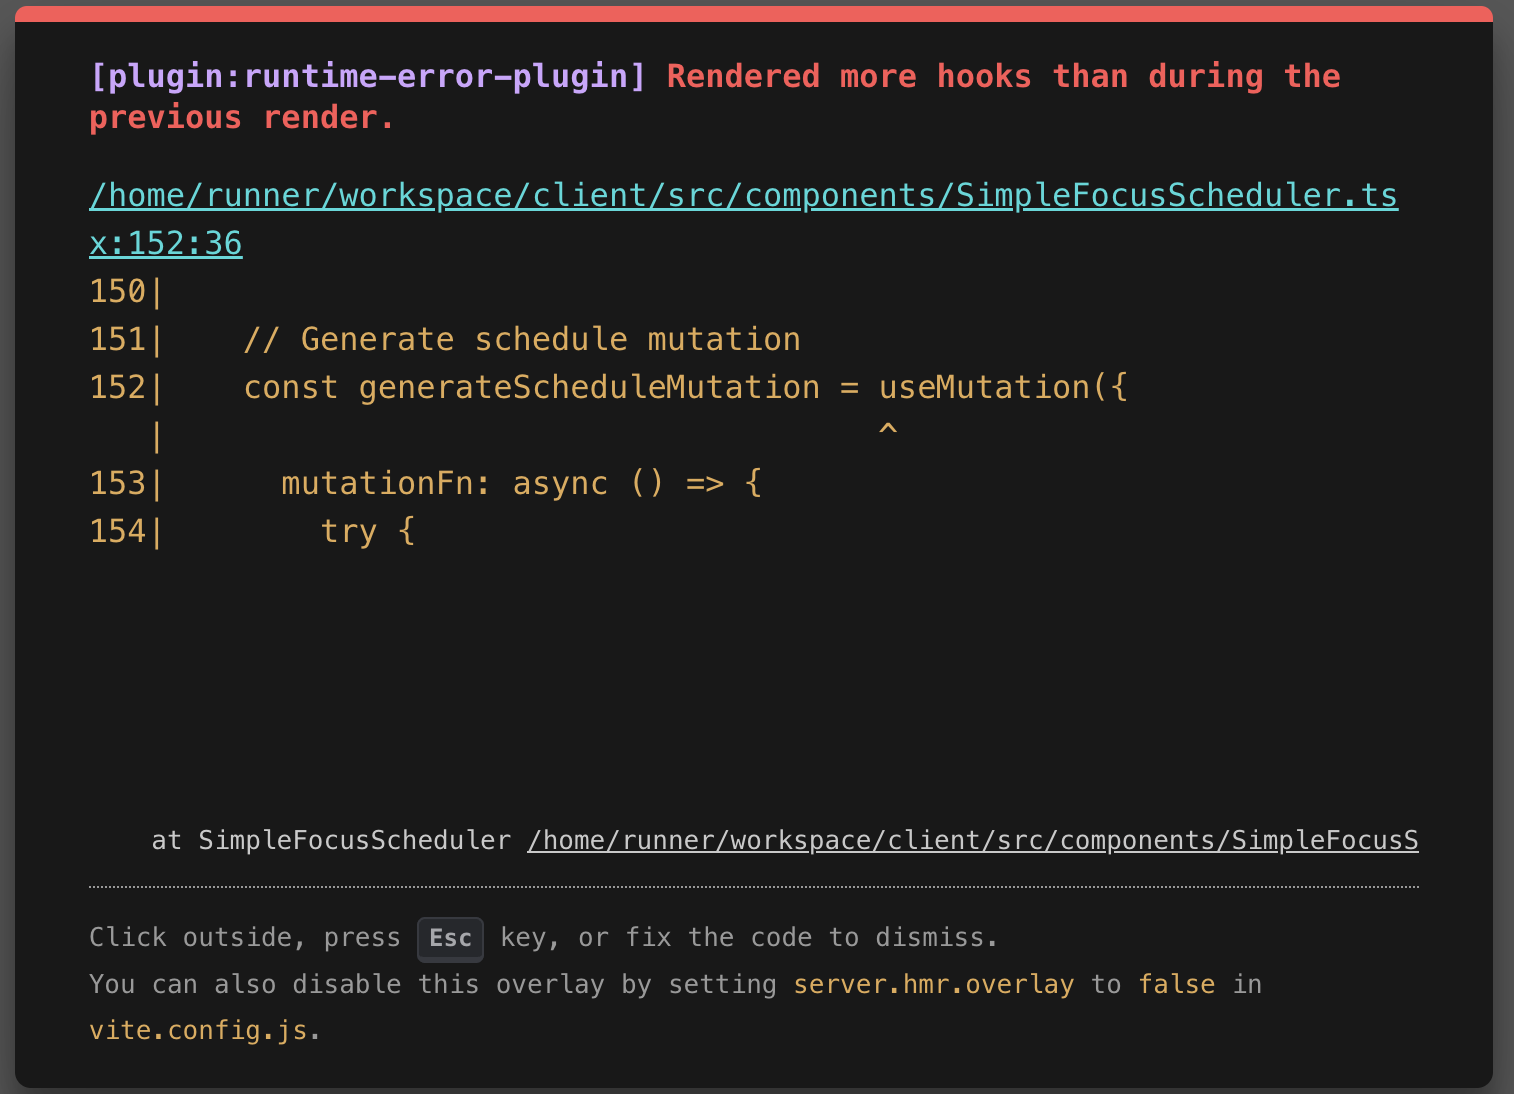 [plugin:runtime-error-plugin] Rendered more hooks than during the
previous render.
/home/runner/workspace/client/src/components/SimpleFocusScheduler.ts
x:152:36
150|
151|    // Generate schedule mutation
152|    const generateScheduleMutation = useMutation({
   |                                     ^
153|      mutationFn: async () => {
154|        try {
at SimpleFocusScheduler /home/runner/workspace/client/src/components/SimpleFocusS
Click outside, press Esc key, or fix the code to dismiss.
You can also disable this overlay by setting server.hmr.overlay to false in
vite.config.js.